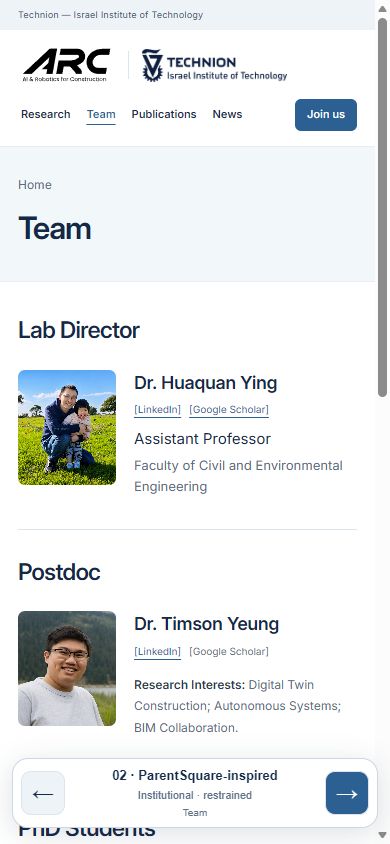 Technion — Israel Institute of Technology
ARC
AI & Robotics for Construction
TECHNION
Israel Institute of Technology
Research Team Publications News Join us
Home
Team
Lab Director
Dr. Huaquan Ying
[LinkedIn] [Google Scholar]
Assistant Professor
Faculty of Civil and Environmental
Engineering
Postdoc
Dr. Timson Yeung
[LinkedIn] [Google Scholar]
Research Interests: Digital Twin
Construction; Autonomous Systems;
BIM Collaboration.
← 02 · ParentSquare-inspired →
Institutional · restrained
Team
PhD Students